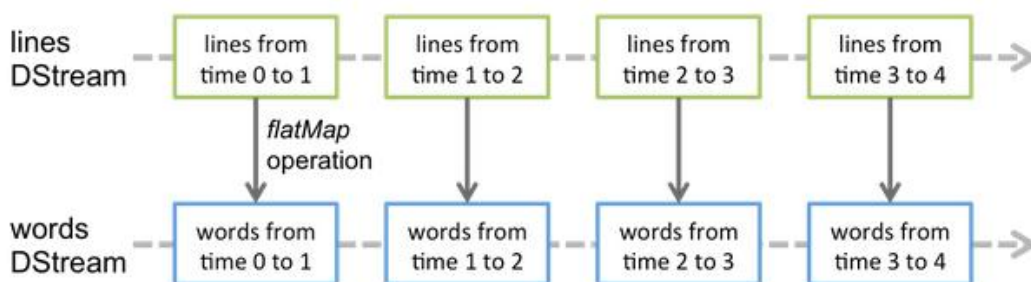 lines
DStream
lines from
time 0 to 1
lines from
time 1 to 2
lines from
time 2 to 3
lines from
time 3 to 4
flatMap
operation
words
DStream
words from
time 0 to 1
words from
time 1 to 2
words from
time 2 to 3
words from
time 3 to 4